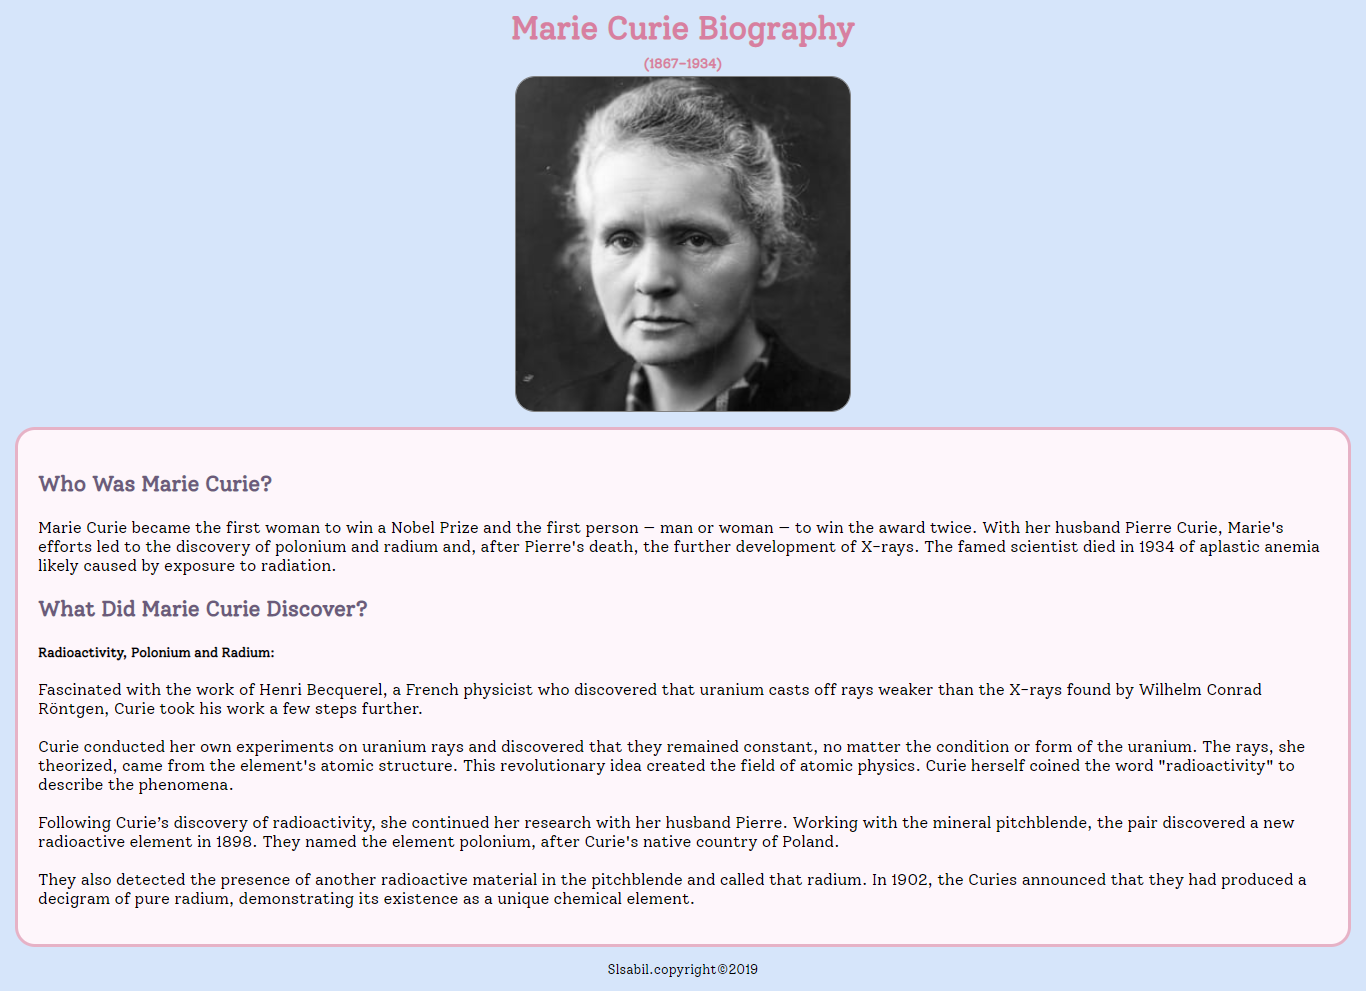 Marie Curie Biography
(1867–1934)
Who Was Marie Curie?
Marie Curie became the first woman to win a Nobel Prize and the first person — man or woman — to win the award twice. With her husband Pierre Curie, Marie's
efforts led to the discovery of polonium and radium and, after Pierre's death, the further development of X-rays. The famed scientist died in 1934 of aplastic anemia
likely caused by exposure to radiation.
What Did Marie Curie Discover?
Radioactivity, Polonium and Radium:
Fascinated with the work of Henri Becquerel, a French physicist who discovered that uranium casts off rays weaker than the X-rays found by Wilhelm Conrad
Röntgen, Curie took his work a few steps further.
Curie conducted her own experiments on uranium rays and discovered that they remained constant, no matter the condition or form of the uranium. The rays, she
theorized, came from the element's atomic structure. This revolutionary idea created the field of atomic physics. Curie herself coined the word "radioactivity" to
describe the phenomena.
Following Curie’s discovery of radioactivity, she continued her research with her husband Pierre. Working with the mineral pitchblende, the pair discovered a new
radioactive element in 1898. They named the element polonium, after Curie's native country of Poland.
They also detected the presence of another radioactive material in the pitchblende and called that radium. In 1902, the Curies announced that they had produced a
decigram of pure radium, demonstrating its existence as a unique chemical element.
Slsabil.copyright©2019